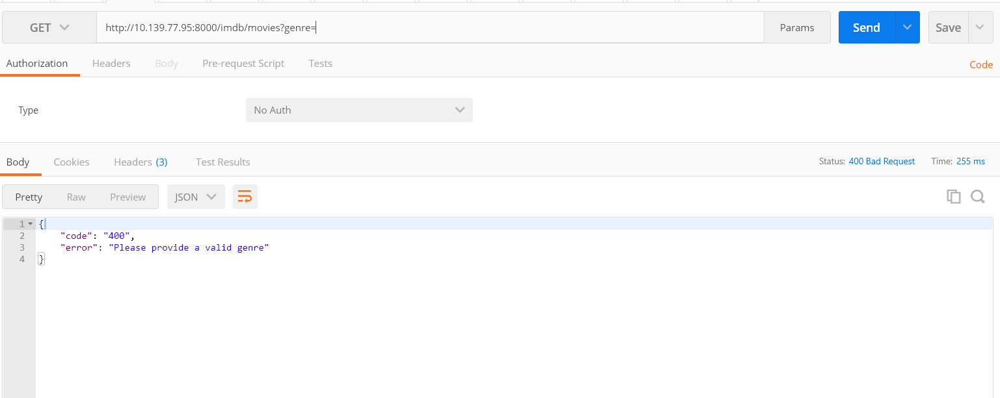 GET http://10.139.77.95:8000/imdb/movies?genre= Params Send Save
Authorization Headers Body Pre-request Script Tests Code
Type No Auth
Body Cookies Headers (3) Test Results Status: 400 Bad Request Time: 255 ms
Pretty Raw Preview JSON
1 {
2 "code": "400",
3 "error": "Please provide a valid genre"
4 }